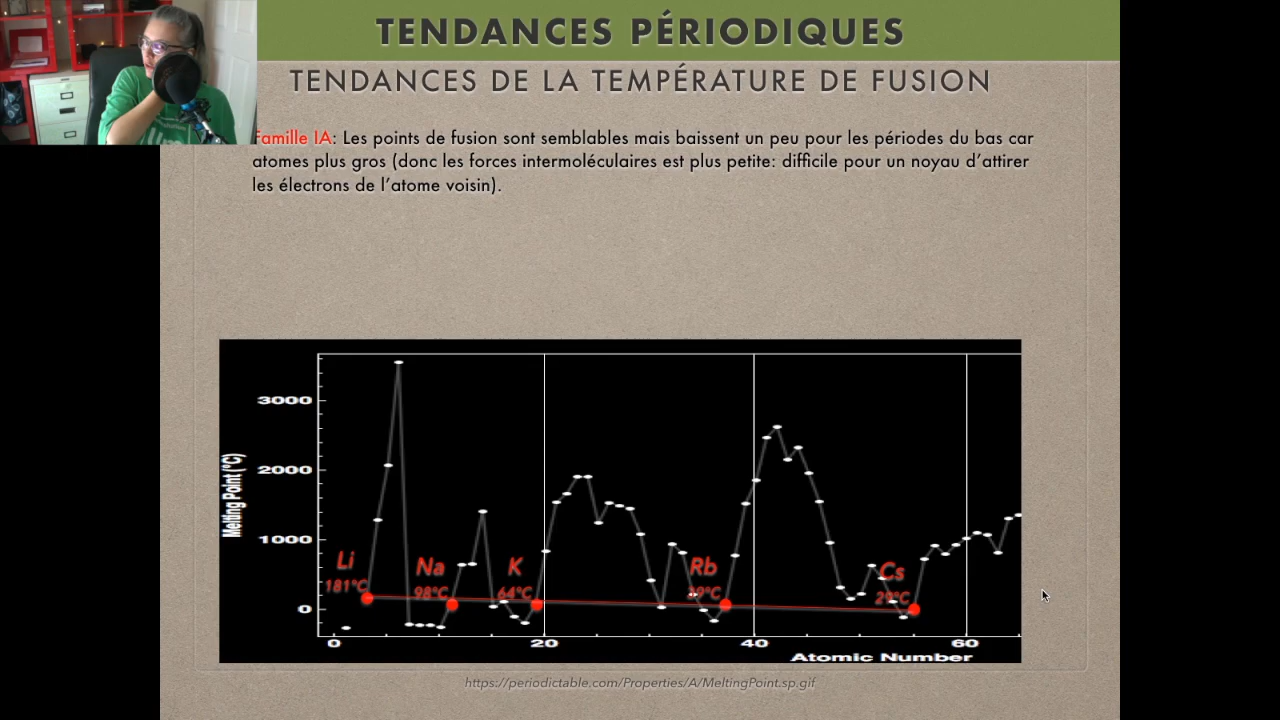 TENDANCES PÉRIODIQUES
TENDANCES DE LA TEMPÉRATURE DE FUSION
Famille IA: Les points de fusion sont semblables mais baissent un peu pour les périodes du bas car
atomes plus gros (donc les forces intermoléculaires est plus petite: difficile pour un noyau d'attirer
les électrons de l'atome voisin).
3000
2000
1000
0
Melting Point (°C)
Li
181°C
Na
98°C
K
64°C
Rb
39°C
Cs
29°C
0 20 40 60
Atomic Number
https://periodictable.com/Properties/A/MeltingPoint.sp.gif